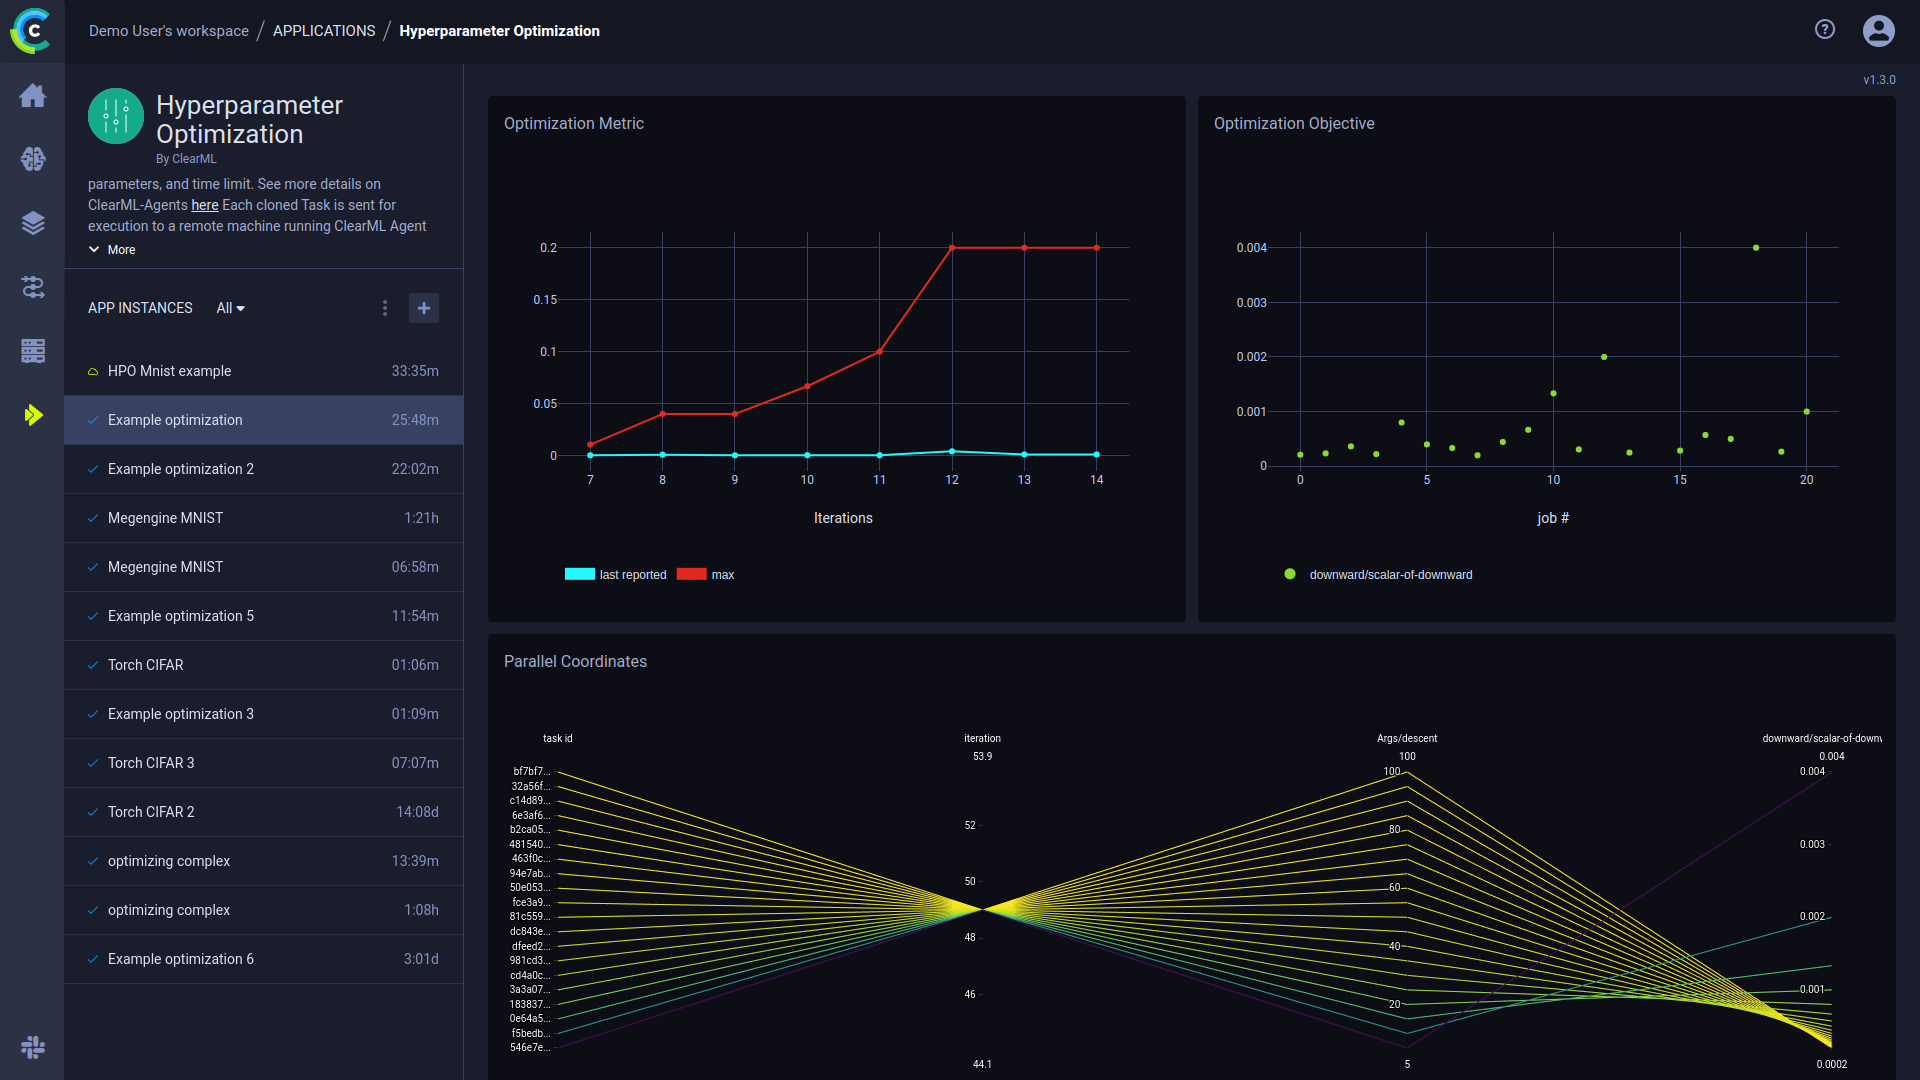 Demo User's workspace / APPLICATIONS / Hyperparameter Optimization
v1.3.0
Hyperparameter
Optimization
By ClearML
parameters, and time limit. See more details on
ClearML-Agents here Each cloned Task is sent for
execution to a remote machine running ClearML Agent
More
APP INSTANCES All
HPO Mnist example 33:35m
Example optimization 25:48m
Example optimization 2 22:02m
Megengine MNIST 1:21h
Megengine MNIST 06:58m
Example optimization 5 11:54m
Torch CIFAR 01:06m
Example optimization 3 01:09m
Torch CIFAR 3 07:07m
Torch CIFAR 2 14:08d
optimizing complex 13:39m
optimizing complex 1:08h
Example optimization 6 3:01d
Optimization Metric
0.2
0.15
0.1
0.05
0
7 8 9 10 11 12 13 14
Iterations
last reported max
Optimization Objective
0.004
0.003
0.002
0.001
0
0 5 10 15 20
job #
downward/scalar-of-downward
Parallel Coordinates
task id
bf7bf7...
32a56f...
c14d89...
6e3af6...
b2ca05...
481540...
463f0c...
94e7ab...
50e053...
fce3a9...
81c559...
dc843e...
dfeed2...
981cd3...
cd4a0c...
3a3a07...
183837...
0e64a5...
f5bedb...
546e7e...
iteration
53.9
52
50
48
46
44.1
Args/descent
100
100
80
60
40
20
5
downward/scalar-of-down
0.004
0.004
0.003
0.002
0.001
0.0002